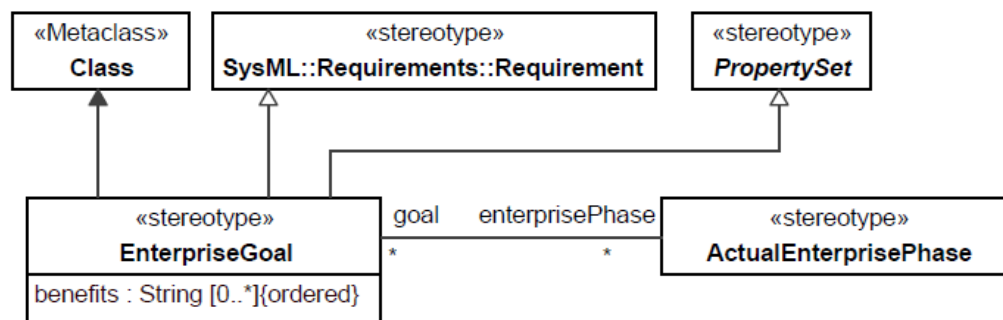 «Metaclass»
Class
«stereotype»
SysML::Requirements::Requirement
«stereotype»
PropertySet
«stereotype»
EnterpriseGoal
benefits : String [0..*]{ordered}
goal
*
enterprisePhase
*
«stereotype»
ActualEnterprisePhase